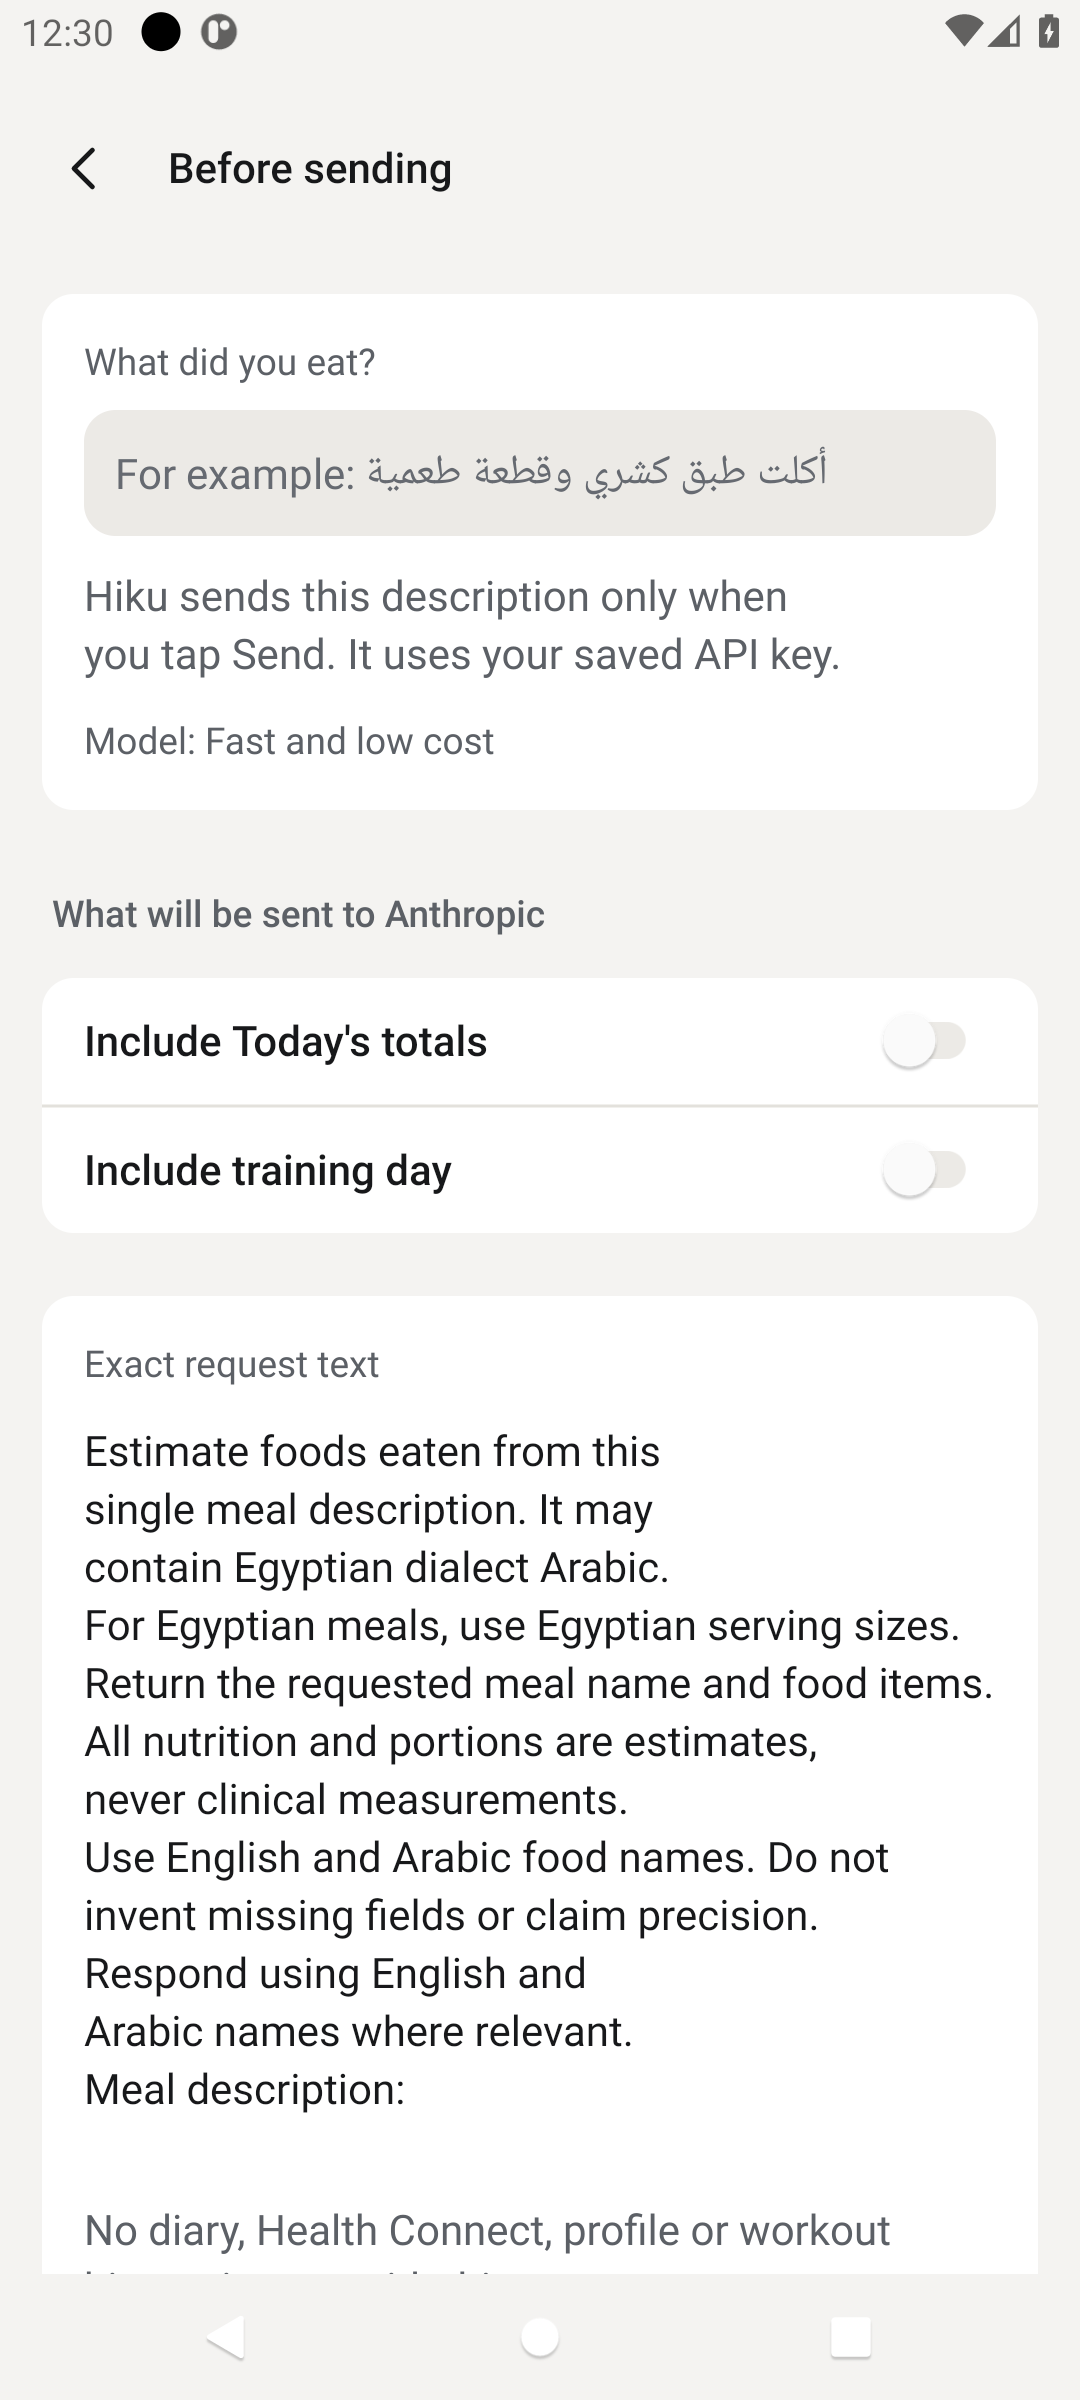 12:30
Before sending
What did you eat?
For example: أكلت طبق كشري وقطعة طعمية
Hiku sends this description only when
you tap Send. It uses your saved API key.
Model: Fast and low cost
What will be sent to Anthropic
Include Today's totals
Include training day
Exact request text
Estimate foods eaten from this
single meal description. It may
contain Egyptian dialect Arabic.
For Egyptian meals, use Egyptian serving sizes.
Return the requested meal name and food items.
All nutrition and portions are estimates,
never clinical measurements.
Use English and Arabic food names. Do not
invent missing fields or claim precision.
Respond using English and
Arabic names where relevant.
Meal description:
No diary, Health Connect, profile or workout